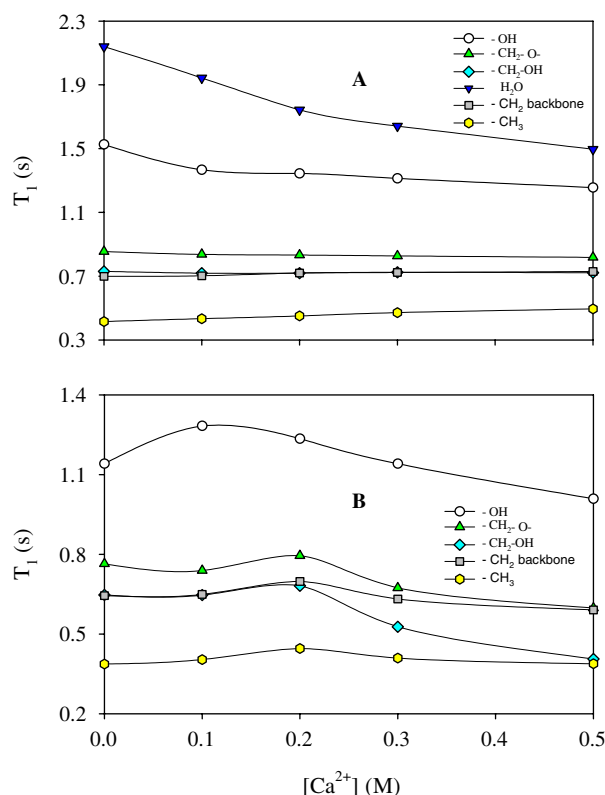 2.3
1.9
1.5
1.1
0.7
0.3
T₁ (s)
A
- OH
- CH₂- O-
- CH₂-OH
H₂O
- CH₂ backbone
- CH₃
1.4
1.1
0.8
0.5
0.2
T₁ (s)
B
- OH
- CH₂- O-
- CH₂-OH
- CH₂ backbone
- CH₃
0.0 0.1 0.2 0.3 0.4 0.5
[Ca²⁺] (M)